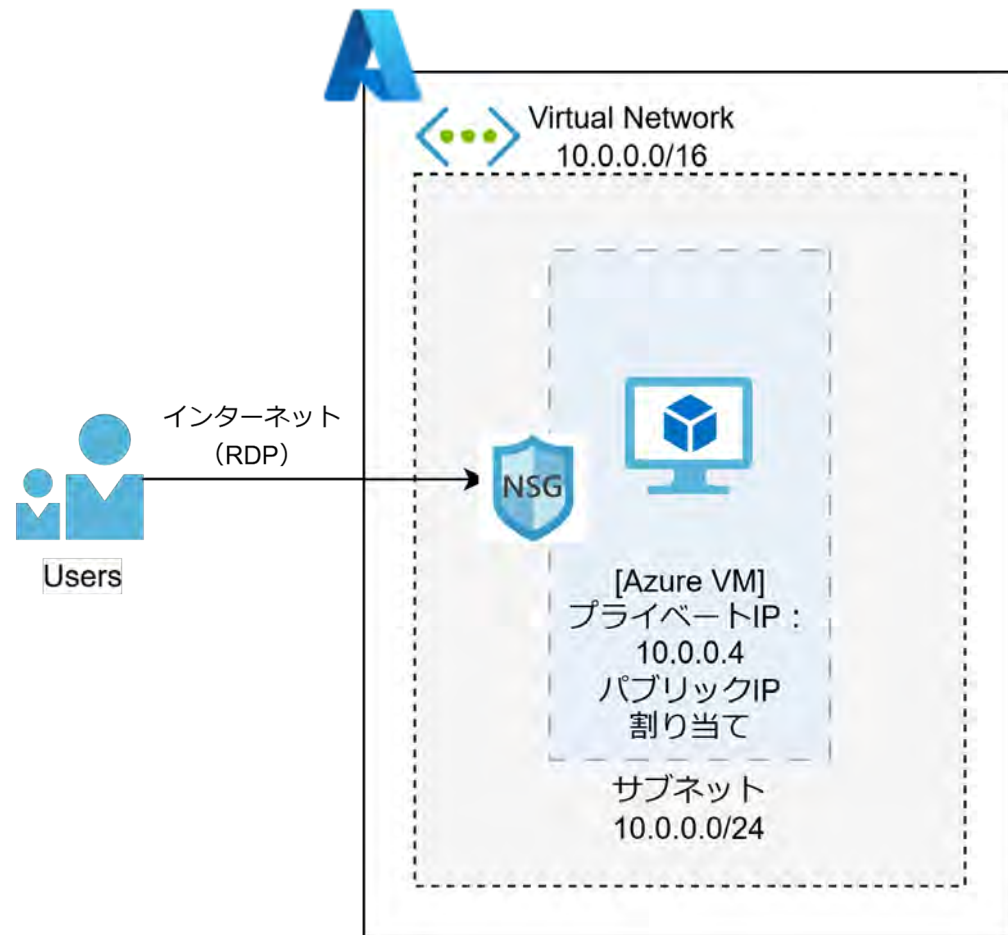 Virtual Network
10.0.0.0/16
インターネット
（RDP）
NSG
Users
[Azure VM]
プライベートIP：
10.0.0.4
パブリックIP
割り当て
サブネット
10.0.0.0/24